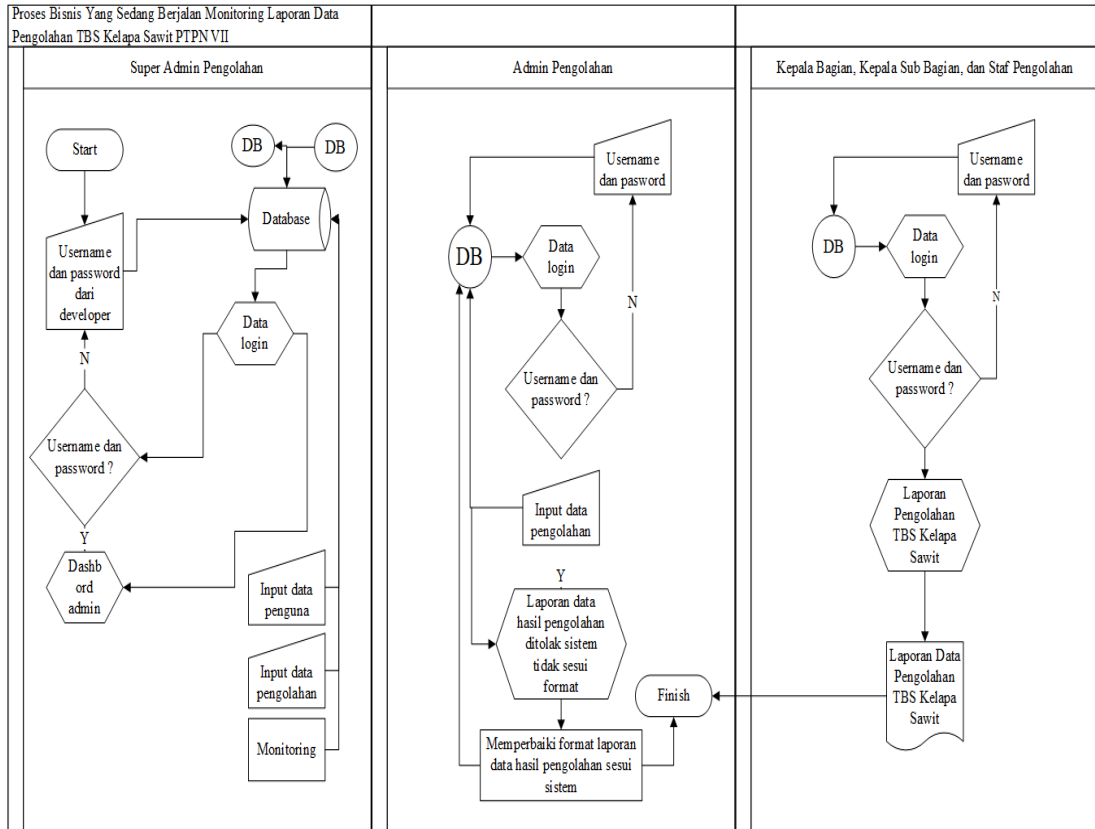 Proses Bisnis Yang Sedang Berjalan Monitoring Laporan Data
Pengolahan TBS Kelapa Sawit PTPN VII
Super Admin Pengolahan
Start
DB
DB
Database
Username
dan password
dari
developer
Data
login
N
Username dan
password ?
Y
Dashb
ord
admin
Input data
penguna
Input data
pengolahan
Monitoring
Admin Pengolahan
Username
dan pasword
DB
Data
login
N
Username dan
password ?
Input data
pengolahan
Y
Laporan data
hasil pengolahan
ditolak sistem
tidak sesui
format
Finish
Memperbaiki format laporan
data hasil pengolahan sesui
sistem
Kepala Bagian, Kepala Sub Bagian, dan Staf Pengolahan
Username
dan pasword
DB
Data
login
N
Username dan
password ?
Laporan
Pengolahan
TBS Kelapa
Sawit
Laporan Data
Pengolahan
TBS Kelapa
Sawit